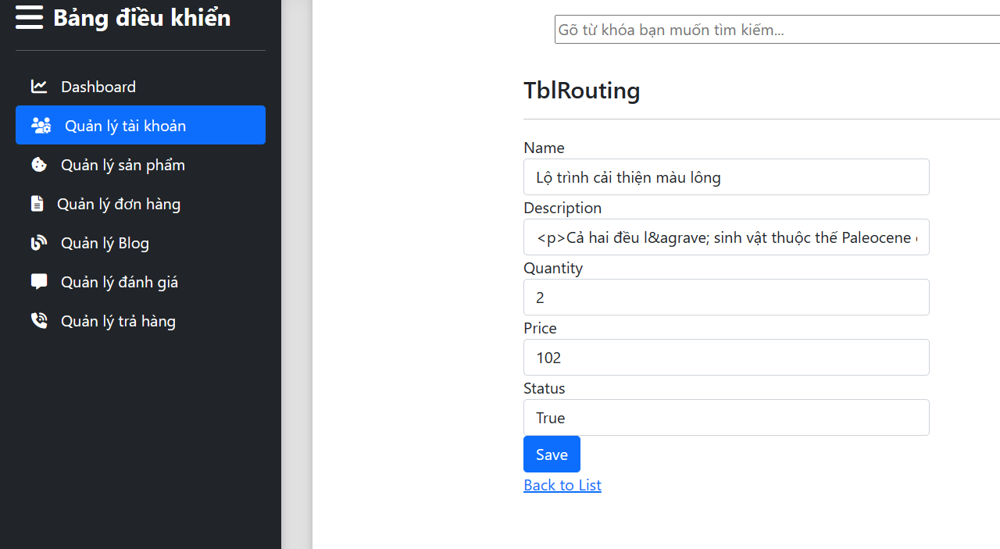 Bảng điều khiển
Dashboard
Quản lý tài khoản
Quản lý sản phẩm
Quản lý đơn hàng
Quản lý Blog
Quản lý đánh giá
Quản lý trả hàng
Gõ từ khóa bạn muốn tìm kiếm...
TblRouting
Name
Lộ trình cải thiện màu lông
Description
<p>Cả hai đều l&agrave; sinh vật thuộc thế Paleocene
Quantity
2
Price
102
Status
True
Save
Back to List